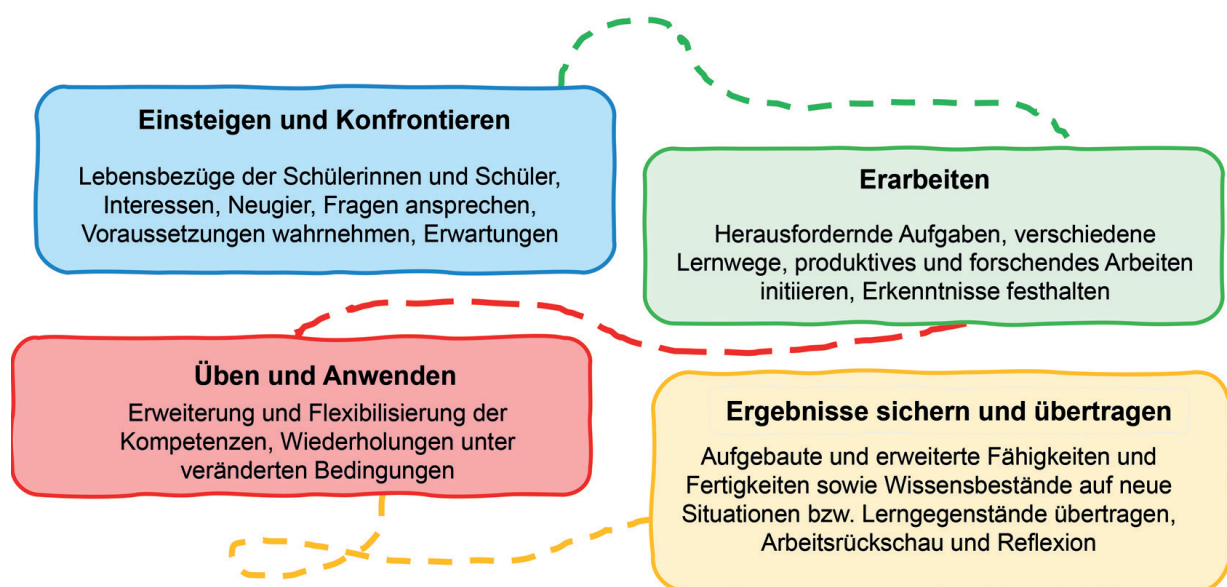 Einsteigen und Konfrontieren
Lebensbezüge der Schülerinnen und Schüler,
Interessen, Neugier, Fragen ansprechen,
Voraussetzungen wahrnehmen, Erwartungen
Erarbeiten
Herausfordernde Aufgaben, verschiedene
Lernwege, produktives und forschendes Arbeiten
initiieren, Erkenntnisse festhalten
Üben und Anwenden
Erweiterung und Flexibilisierung der
Kompetenzen, Wiederholungen unter
veränderten Bedingungen
Ergebnisse sichern und übertragen
Aufgebaute und erweiterte Fähigkeiten und
Fertigkeiten sowie Wissensbestände auf neue
Situationen bzw. Lerngegenstände übertragen,
Arbeitsrückschau und Reflexion